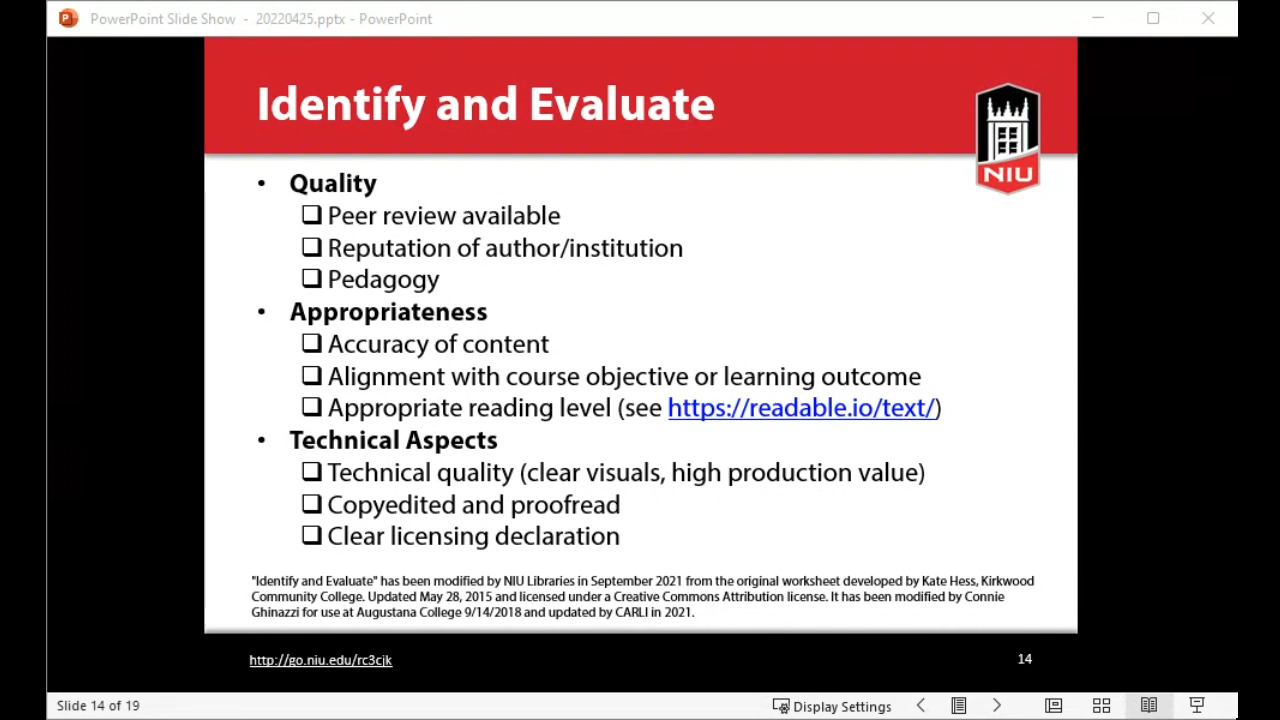 PowerPoint Slide Show - 20220425.pptx - PowerPoint
Identify and Evaluate
NIU
• Quality
❑ Peer review available
❑ Reputation of author/institution
❑ Pedagogy
• Appropriateness
❑ Accuracy of content
❑ Alignment with course objective or learning outcome
❑ Appropriate reading level (see https://readable.io/text/)
• Technical Aspects
❑ Technical quality (clear visuals, high production value)
❑ Copyedited and proofread
❑ Clear licensing declaration
"Identify and Evaluate" has been modified by NIU Libraries in September 2021 from the original worksheet developed by Kate Hess, Kirkwood
Community College. Updated May 28, 2015 and licensed under a Creative Commons Attribution license. It has been modified by Connie
Ghinazzi for use at Augustana College 9/14/2018 and updated by CARLI in 2021.
http://go.niu.edu/rc3cjk
14
Slide 14 of 19
Display Settings